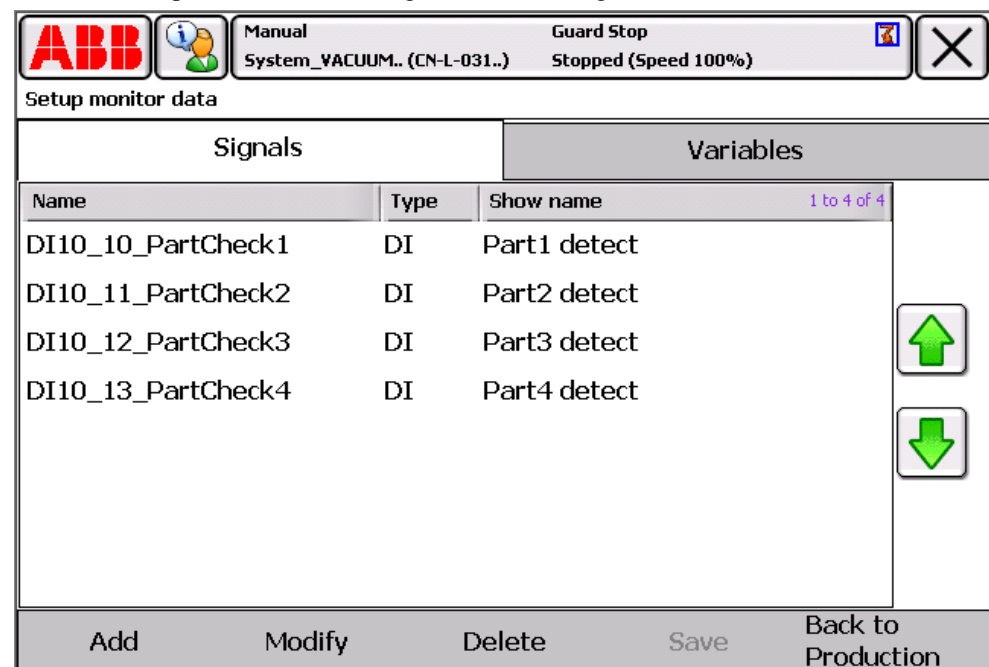 ABB
Manual Guard Stop
System_VACUUM.. (CN-L-031..) Stopped (Speed 100%)
Setup monitor data
Signals Variables
Name Type Show name 1 to 4 of 4
DI10_10_PartCheck1 DI Part1 detect
DI10_11_PartCheck2 DI Part2 detect
DI10_12_PartCheck3 DI Part3 detect
DI10_13_PartCheck4 DI Part4 detect
Add Modify Delete Save Back to
Production